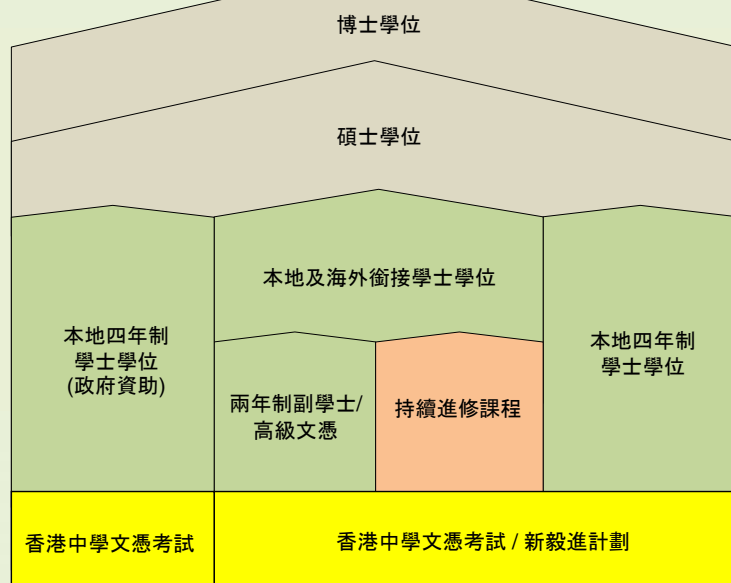 博士學位
碩士學位
本地及海外銜接學士學位
本地四年制
學士學位
(政府資助)
兩年制副學士/
高級文憑
持續進修課程
本地四年制
學士學位
香港中學文憑考試
香港中學文憑考試 / 新毅進計劃